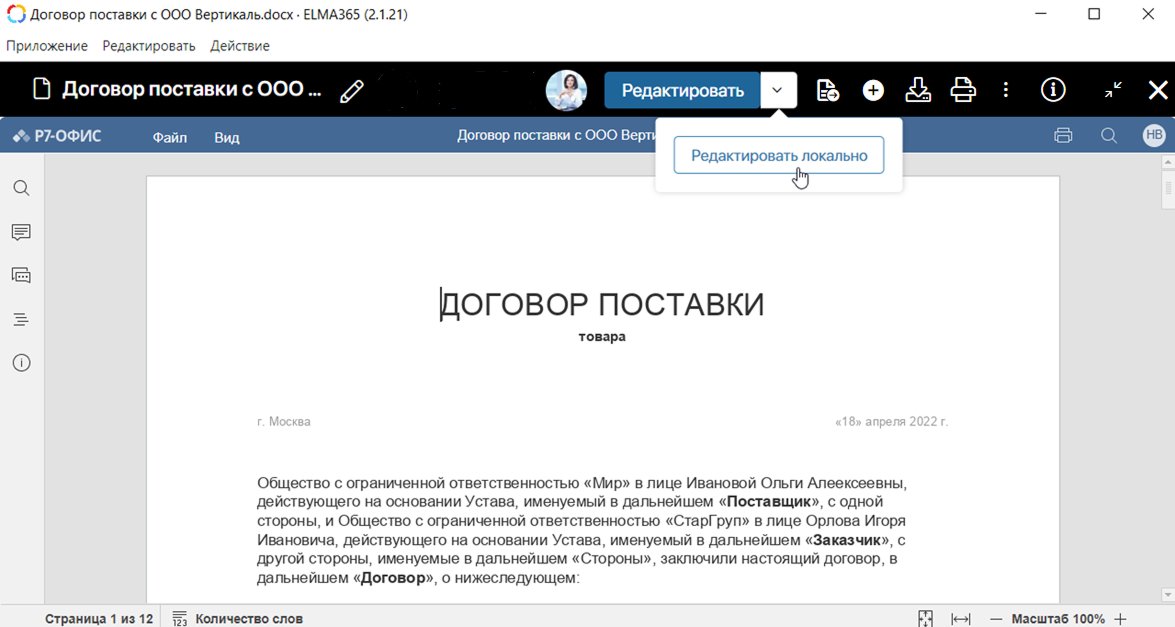 Договор поставки с ООО Вертикаль.docx · ELMA365 (2.1.21)
Приложение Редактировать Действие
Договор поставки с ООО ... Редактировать
Р7-ОФИС Файл Вид Договор поставки с ООО Верти НВ
Редактировать локально
ДОГОВОР ПОСТАВКИ
товара
г. Москва «18» апреля 2022 г.
Общество с ограниченной ответственностью «Мир» в лице Ивановой Ольги Алеексеевны,
действующего на основании Устава, именуемый в дальнейшем «Поставщик», с одной
стороны, и Общество с ограниченной ответственностью «СтарГруп» в лице Орлова Игоря
Ивановича, действующего на основании Устава, именуемый в дальнейшем «Заказчик», с
другой стороны, именуемые в дальнейшем «Стороны», заключили настоящий договор, в
дальнейшем «Договор», о нижеследующем:
Страница 1 из 12 123 Количество слов Масштаб 100%